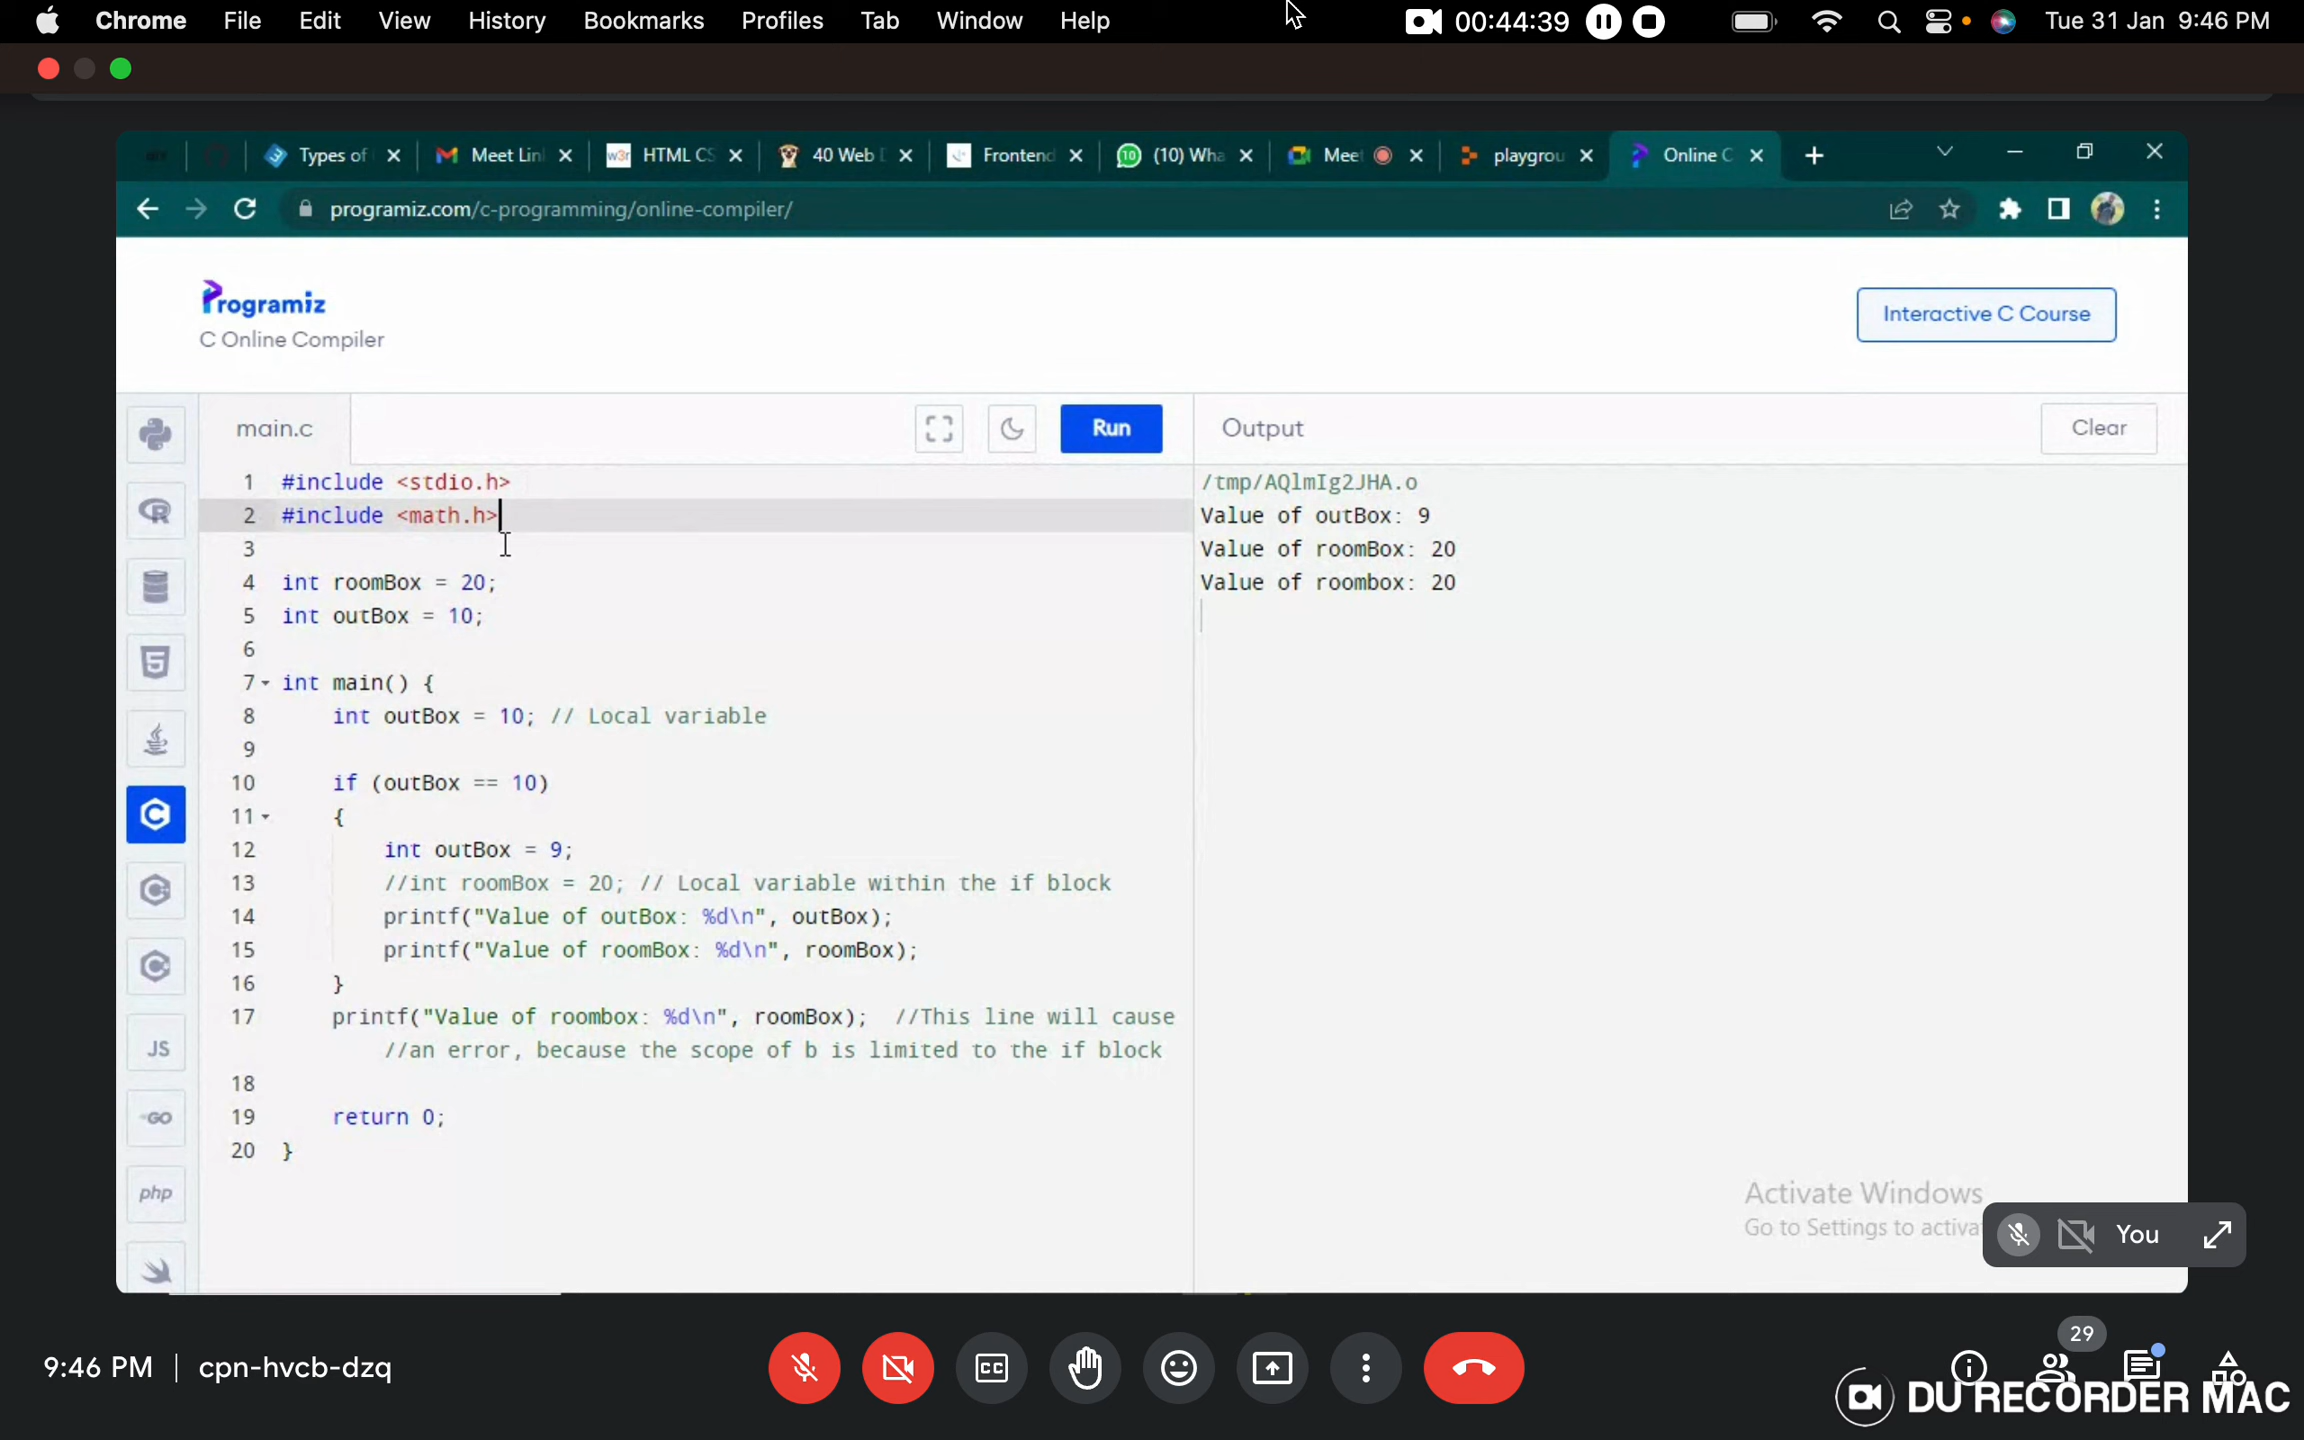 Chrome File Edit View History Bookmarks Profiles Tab Window Help 00:44:39 Tue 31 Jan 9:46 PM
Types of Meet Lin HTML CS 40 Web D Frontend (10) Wha Meet playgrou Online C
programiz.com/c-programming/online-compiler/
Programiz
C Online Compiler
Interactive C Course
main.c
Run
Output
Clear
1 #include <stdio.h>
2 #include <math.h>
3
4 int roomBox = 20;
5 int outBox = 10;
6
7 int main() {
8 int outBox = 10; // Local variable
9
10 if (outBox == 10)
11 {
12 int outBox = 9;
13 //int roomBox = 20; // Local variable within the if block
14 printf("Value of outBox: %d\n", outBox);
15 printf("Value of roomBox: %d\n", roomBox);
16 }
17 printf("Value of roombox: %d\n", roomBox); //This line will cause
//an error, because the scope of b is limited to the if block
18
19 return 0;
20 }
/tmp/AQlmIg2JHA.o
Value of outBox: 9
Value of roomBox: 20
Value of roombox: 20
JS
GO
php
Activate Windows
Go to Settings to activa
You
29
9:46 PM | cpn-hvcb-dzq
CC
DU RECORDER MAC